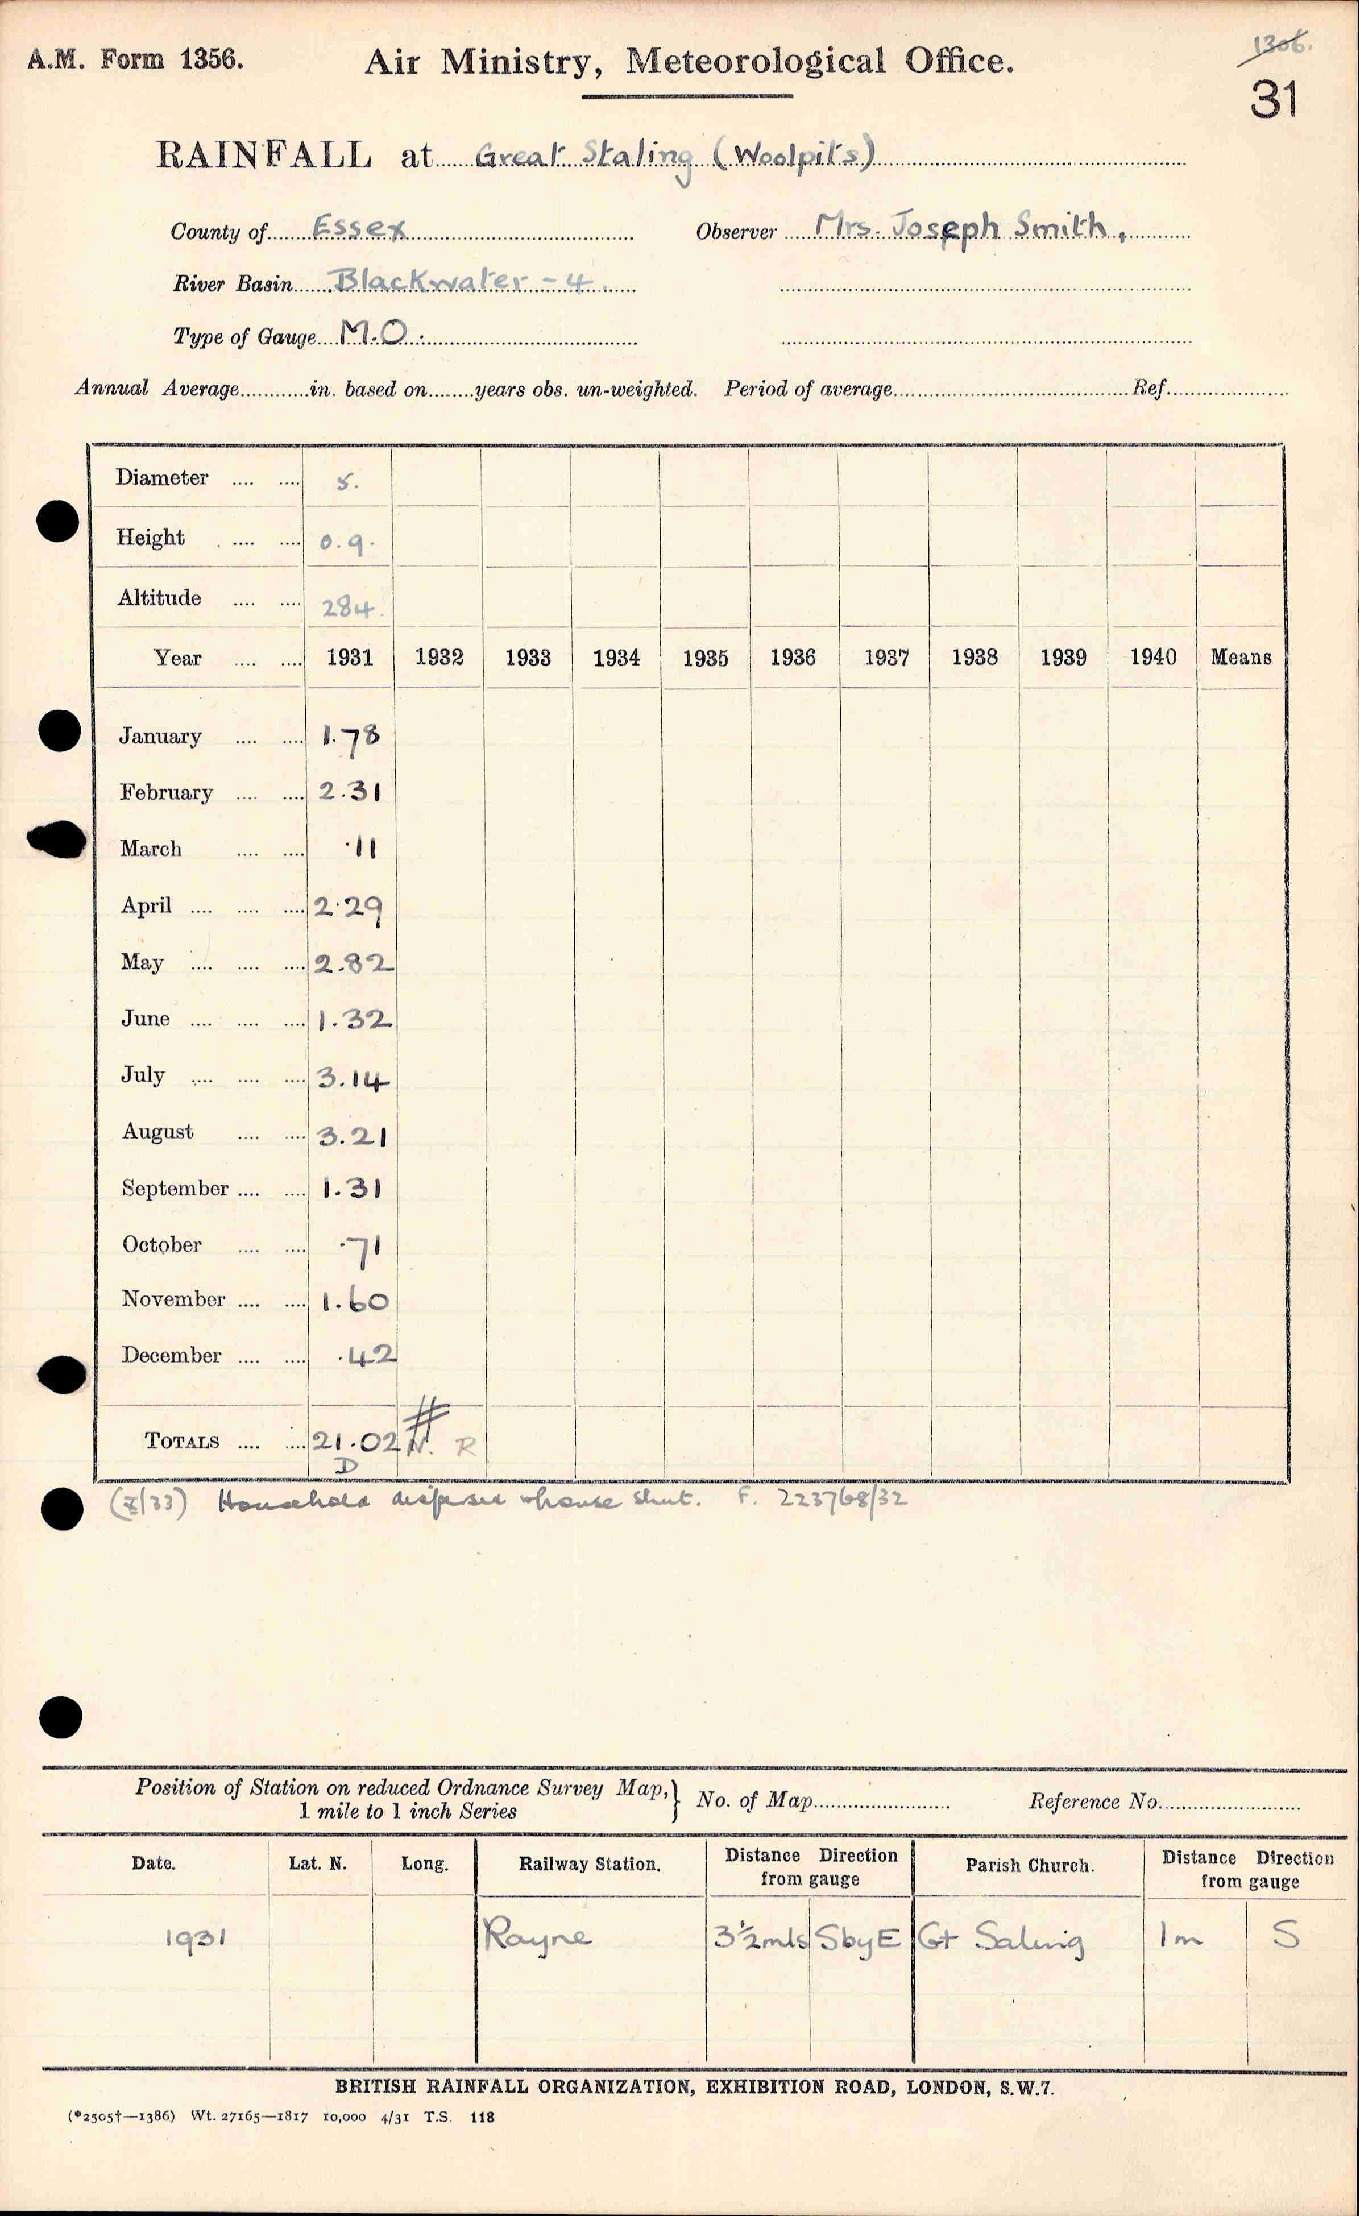 A.M. Form 1356.
Air Ministry, Meteorological Office.
1306.
31
RAINFALL at Great Staling (Woolpits)
County of Essex Observer Mrs. Joseph Smith,
River Basin Blackwater - 4.
Type of Gauge M.O.
Annual Average in. based on years obs. un-weighted. Period of average Ref.
Diameter 5.
Height 0.9.
Altitude 284.
Year 1931 1932 1933 1934 1935 1936 1937 1938 1939 1940 Means
January 1.78
February 2.31
March .11
April 2.29
May 2.82
June 1.32
July 3.14
August 3.21
September 1.31
October .71
November 1.60
December .42
TOTALS 21.02 # N. R
D
Household dispersed house shut. F. 223768/32
Position of Station on reduced Ordnance Survey Map, } No. of Map Reference No.
1 mile to 1 inch Series
Date. Lat. N. Long. Railway Station. Distance Direction from gauge Parish Church. Distance Direction from gauge
1931 Rayne 3½ mls S by E Gt Saling 1 m S
BRITISH RAINFALL ORGANIZATION, EXHIBITION ROAD, LONDON, S.W.7.
(*2505†—1386) Wt. 27165—1817 10,000 4/31 T.S. 118